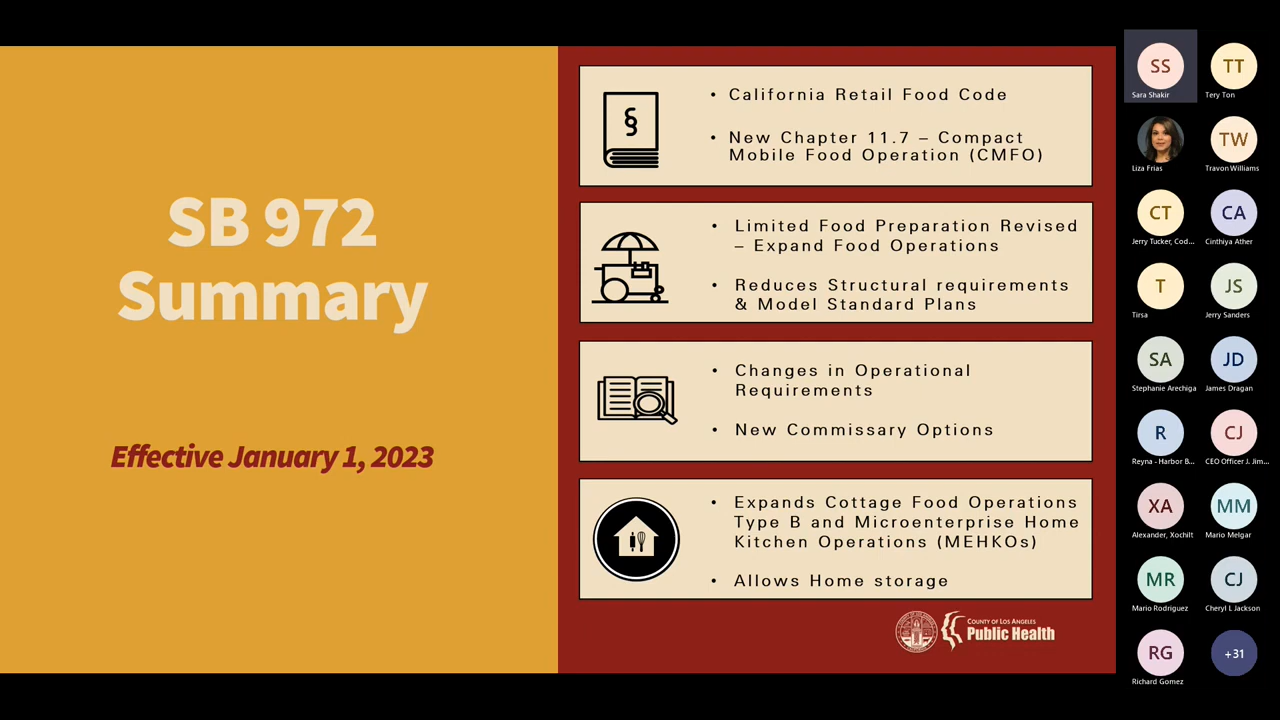 SB 972
Summary
Effective January 1, 2023
§
• California Retail Food Code
• New Chapter 11.7 – Compact
Mobile Food Operation (CMFO)
• Limited Food Preparation Revised
– Expand Food Operations
• Reduces Structural requirements
& Model Standard Plans
• Changes in Operational
Requirements
• New Commissary Options
• Expands Cottage Food Operations
Type B and Microenterprise Home
Kitchen Operations (MEHKOs)
• Allows Home storage
COUNTY OF LOS ANGELES
Public Health
SS
Sara Shakir
TT
Tery Ton
Liza Frias
TW
Travon Williams
CT
Jerry Tucker, Cod...
CA
Cinthiya Ather
T
Tirsa
JS
Jerry Sanders
SA
Stephanie Arechiga
JD
James Dragan
R
Reyna - Harbor B...
CJ
CEO Officer J. Jim...
XA
Alexander, Xochilt
MM
Mario Melgar
MR
Mario Rodriguez
CJ
Cheryl L Jackson
RG
Richard Gomez
+31